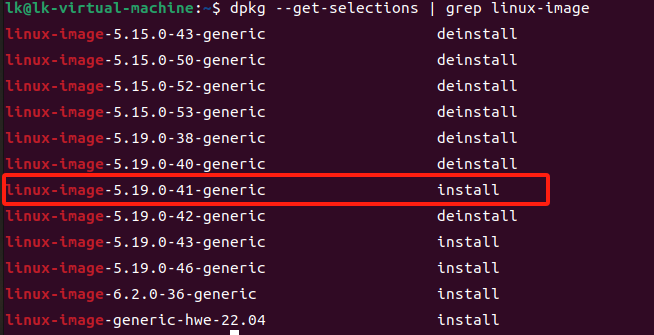 lk@lk-virtual-machine:~$ dpkg --get-selections | grep linux-image
linux-image-5.15.0-43-generic deinstall
linux-image-5.15.0-50-generic deinstall
linux-image-5.15.0-52-generic deinstall
linux-image-5.15.0-53-generic deinstall
linux-image-5.19.0-38-generic deinstall
linux-image-5.19.0-40-generic deinstall
linux-image-5.19.0-41-generic install
linux-image-5.19.0-42-generic deinstall
linux-image-5.19.0-43-generic install
linux-image-5.19.0-46-generic install
linux-image-6.2.0-36-generic install
linux-image-generic-hwe-22.04 install